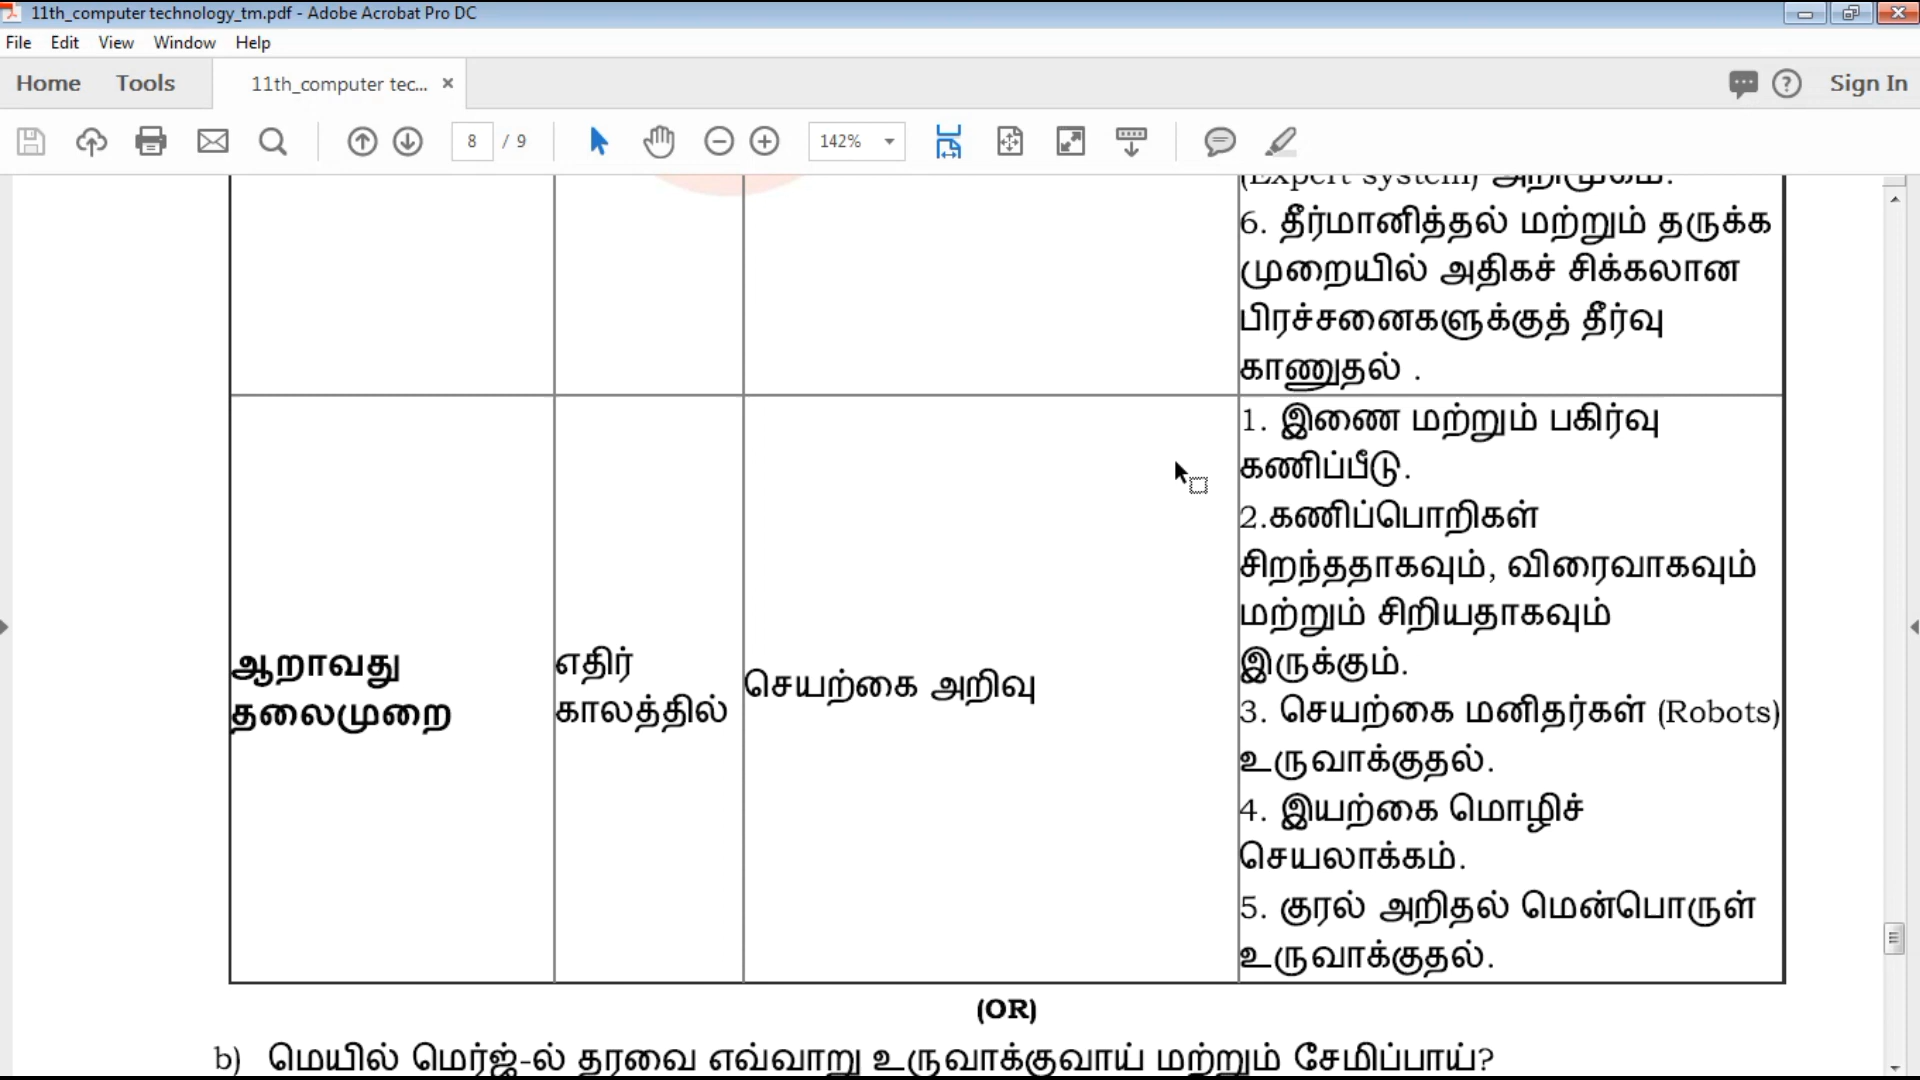 11th_computer technology_tm.pdf - Adobe Acrobat Pro DC
File Edit View Window Help
Home Tools 11th_computer tec... × Sign In
8 / 9 142%
(Expert system) அறிமுகம்.
6. தீர்மானித்தல் மற்றும் தருக்க
முறையில் அதிகச் சிக்கலான
பிரச்சனைகளுக்குத் தீர்வு
காணுதல் .
ஆறாவது
தலைமுறை
எதிர்
காலத்தில்
செயற்கை அறிவு
1. இணை மற்றும் பகிர்வு
கணிப்பீடு.
2.கணிப்பொறிகள்
சிறந்ததாகவும், விரைவாகவும்
மற்றும் சிறியதாகவும்
இருக்கும்.
3. செயற்கை மனிதர்கள் (Robots)
உருவாக்குதல்.
4. இயற்கை மொழிச்
செயலாக்கம்.
5. குரல் அறிதல் மென்பொருள்
உருவாக்குதல்.
(OR)
b) மெயில் மெர்ஜ்-ல் தரவை எவ்வாறு உருவாக்குவாய் மற்றும் சேமிப்பாய்?